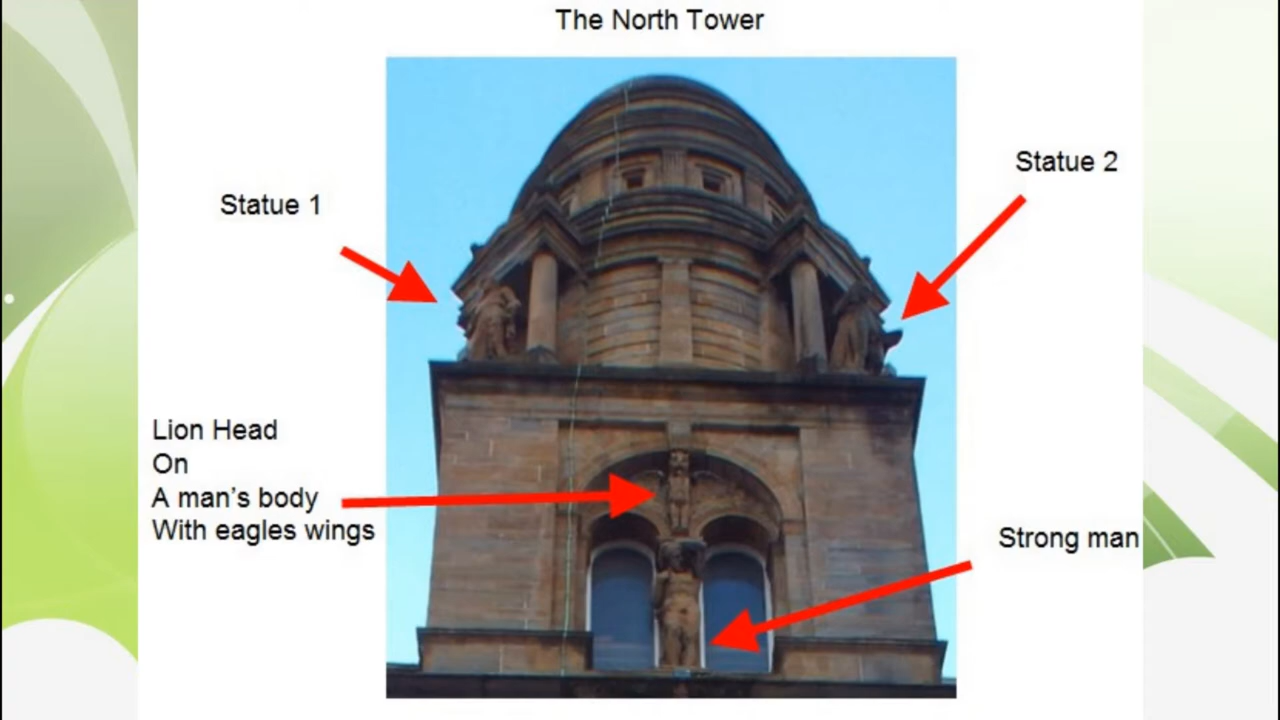 The North Tower
Statue 2
Statue 1
Lion Head
On
A man's body
With eagles wings
Strong man